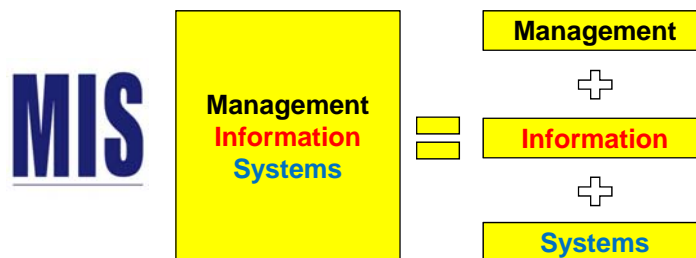 MIS
Management
Information
Systems
Management
Information
Systems